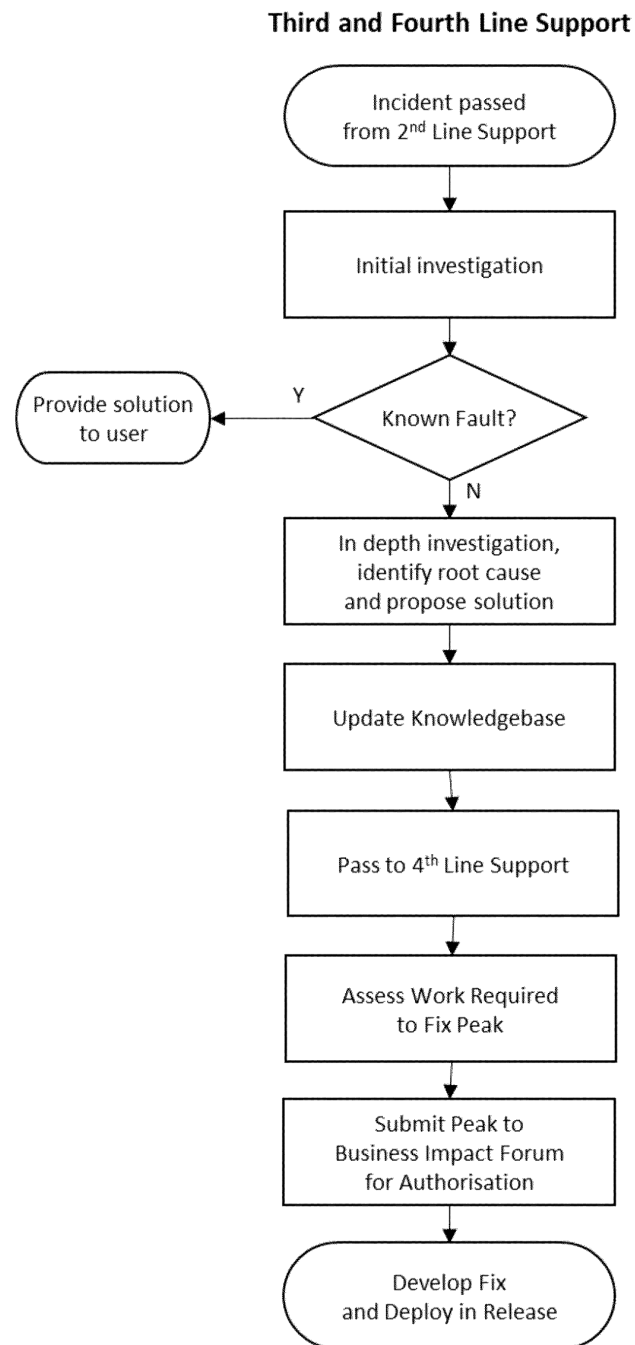 Third and Fourth Line Support
Incident passed
from 2nd Line Support
Initial investigation
Known Fault?
Y
Provide solution
to user
N
In depth investigation,
identify root cause
and propose solution
Update Knowledgebase
Pass to 4th Line Support
Assess Work Required
to Fix Peak
Submit Peak to
Business Impact Forum
for Authorisation
Develop Fix
and Deploy in Release